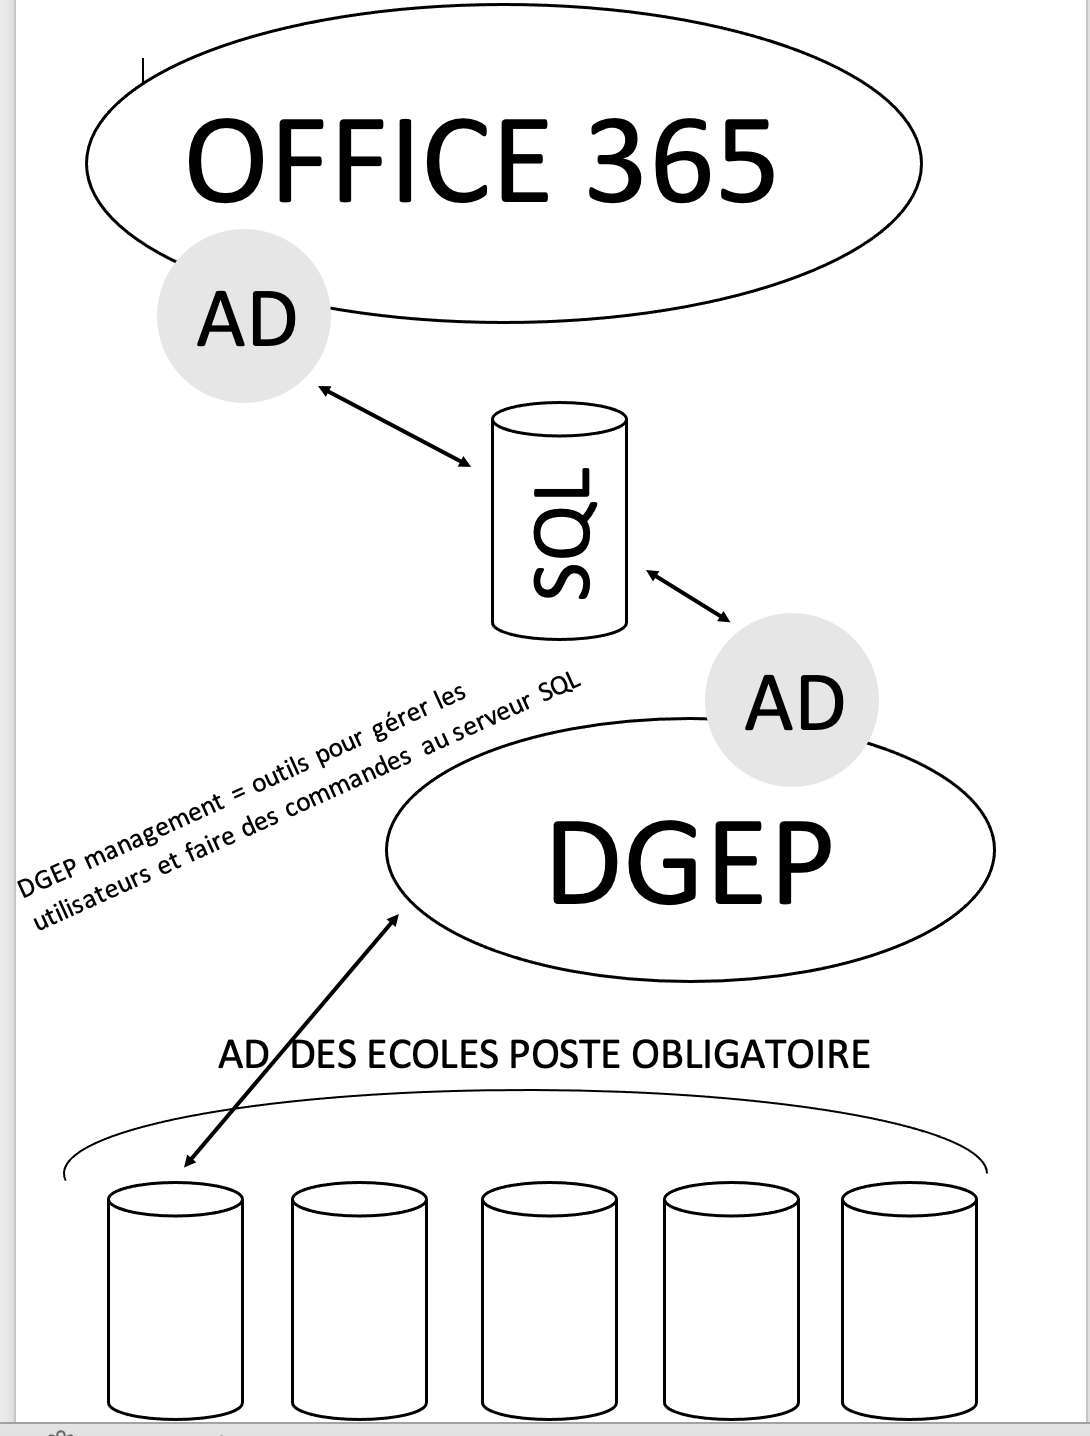 OFFICE 365
AD
SQL
AD
DGEP management = outils pour gérer les
utilisateurs et faire des commandes au serveur SQL
DGEP
AD DES ECOLES POSTE OBLIGATOIRE